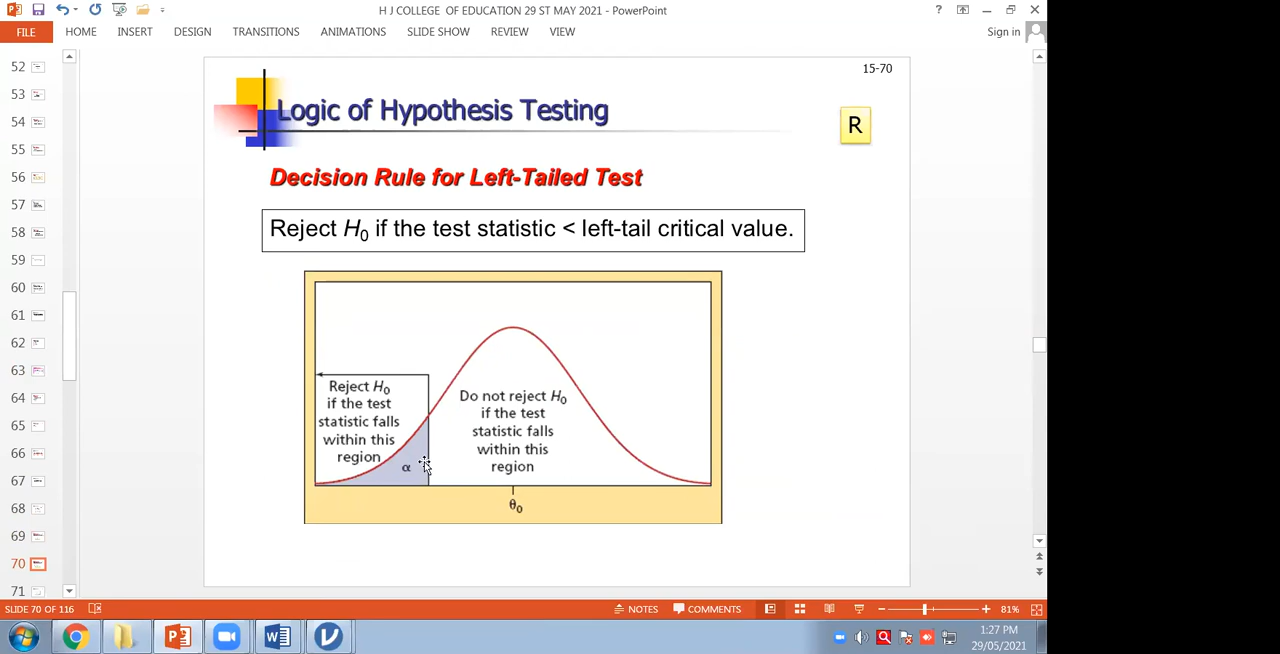 H J COLLEGE OF EDUCATION 29 ST MAY 2021 - PowerPoint
?
FILE
HOME
INSERT
DESIGN
TRANSITIONS
ANIMATIONS
SLIDE SHOW
REVIEW
VIEW
Sign in
52
53
54
55
56
57
58
59
60
61
62
63
64
65
66
67
68
69
70
71
15-70
Logic of Hypothesis Testing
R
Decision Rule for Left-Tailed Test
Reject H0 if the test statistic < left-tail critical value.
Reject H0
if the test
statistic falls
within this
region
α
Do not reject H0
if the test
statistic falls
within this
region
θ0
SLIDE 70 OF 116
NOTES
COMMENTS
81%
1:27 PM
29/05/2021